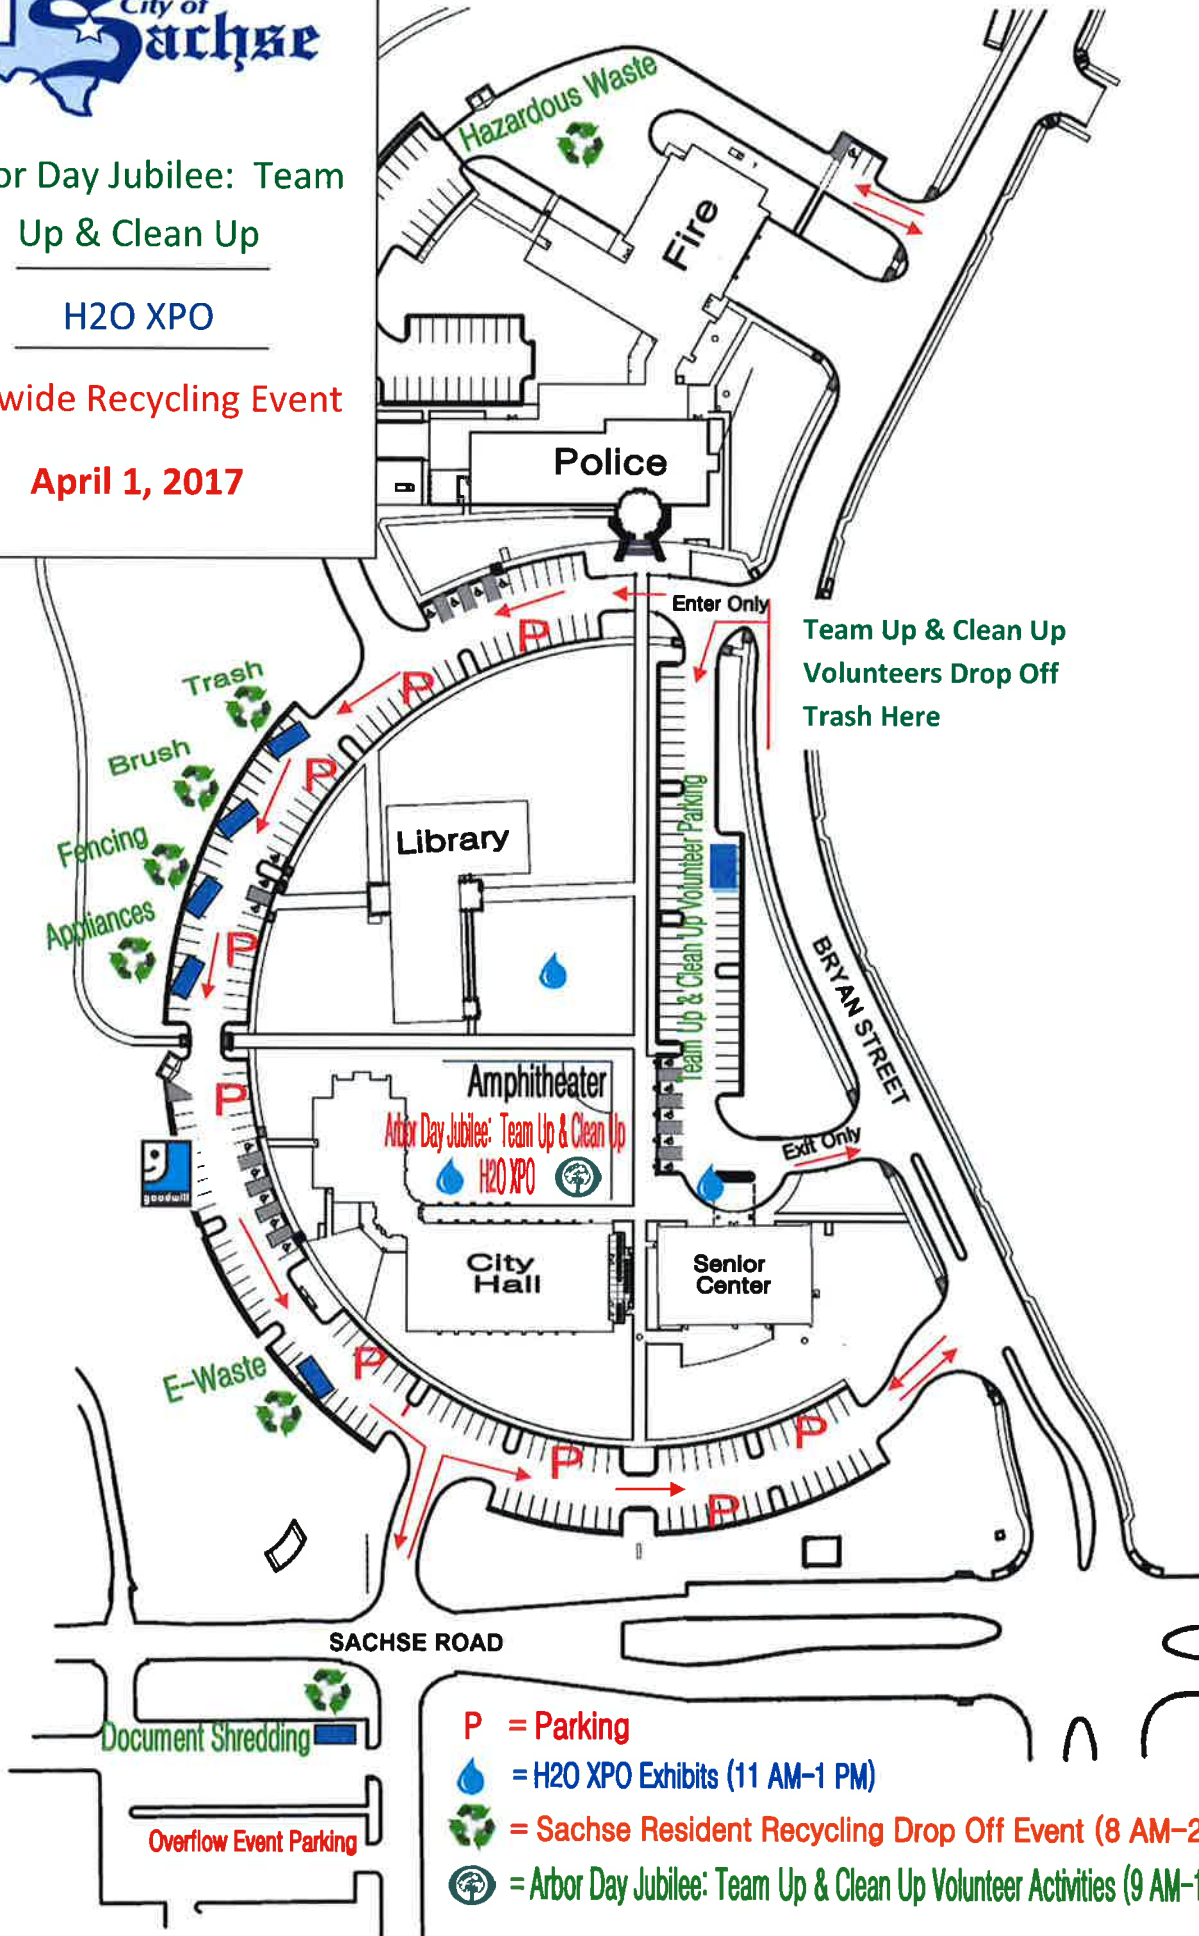 City of
Sachse
or Day Jubilee: Team
Up & Clean Up
H2O XPO
wide Recycling Event
April 1, 2017
Hazardous Waste
Fire
Police
Enter Only
Team Up & Clean Up
Volunteers Drop Off
Trash Here
P
P
Trash
Brush
P
Fencing
Appliances
P
Library
Team Up & Clean Up Volunteer Parking
BRYAN STREET
P
Amphitheater
Arbor Day Jubilee: Team Up & Clean Up
H2O XPO
Exit Only
goodwill
City
Hall
Senior
Center
E-Waste
P
P
P
P
SACHSE ROAD
Document Shredding
Overflow Event Parking
P = Parking
= H2O XPO Exhibits (11 AM-1 PM)
= Sachse Resident Recycling Drop Off Event (8 AM-2
= Arbor Day Jubilee: Team Up & Clean Up Volunteer Activities (9 AM-1